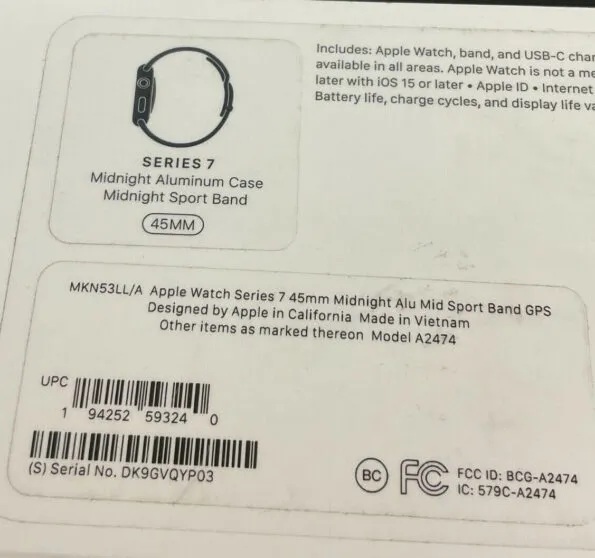 Includes: Apple Watch, band, and USB-C
available in all areas. Apple Watch is not a
later with iOS 15 or later • Apple ID • Internet
Battery life, charge cycles, and display life
SERIES 7
Midnight Aluminum Case
Midnight Sport Band
45MM
MKN53LL/A Apple Watch Series 7 45mm Midnight Alu Mid Sport Band GPS
Designed by Apple in California Made in Vietnam
Other items as marked thereon Model A2474
UPC
1 94252 59324 0
(S) Serial No. DK9GVQYP03
BC
FC
FCC ID: BCG-A2474
IC: 579C-A2474